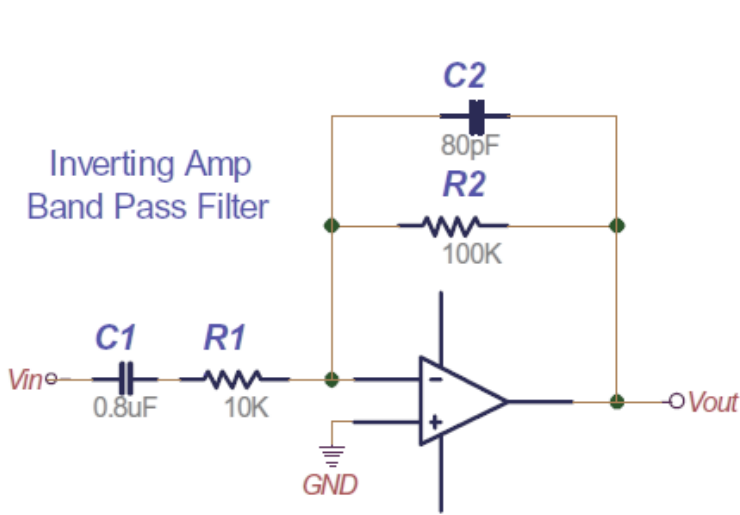 C2
80pF
Inverting Amp
Band Pass Filter
R2
100K
C1
R1
Vin
0.8uF
10K
-
+
Vout
GND